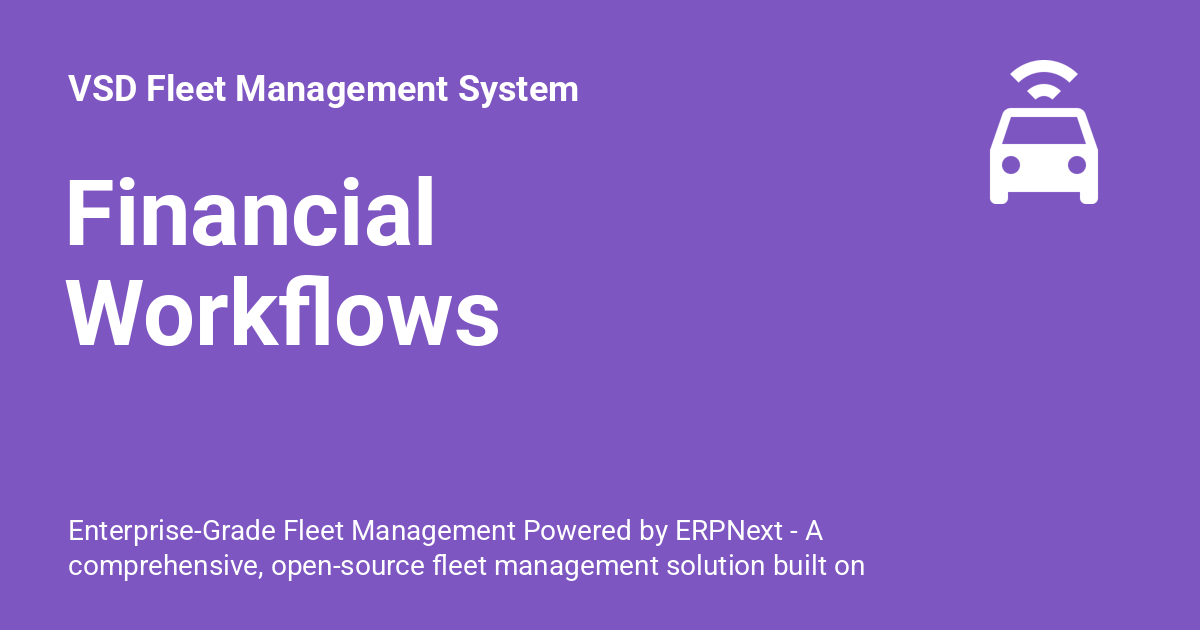 VSD Fleet Management System
Financial
Workflows
Enterprise-Grade Fleet Management Powered by ERPNext - A
comprehensive, open-source fleet management solution built on